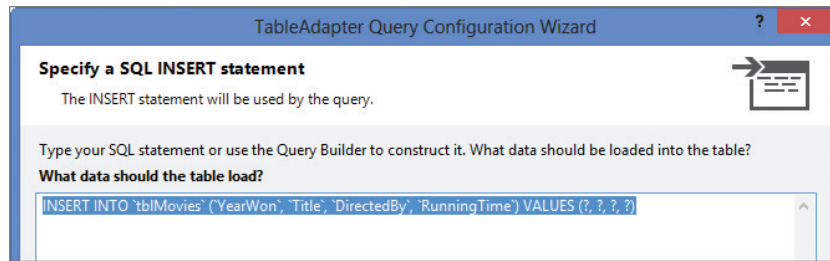 TableAdapter Query Configuration Wizard ? ×
Specify a SQL INSERT statement
The INSERT statement will be used by the query.
Type your SQL statement or use the Query Builder to construct it. What data should be loaded into the table?
What data should the table load?
INSERT INTO `tblMovies` (`YearWon`, `Title`, `DirectedBy`, `RunningTime`) VALUES (?, ?, ?, ?)